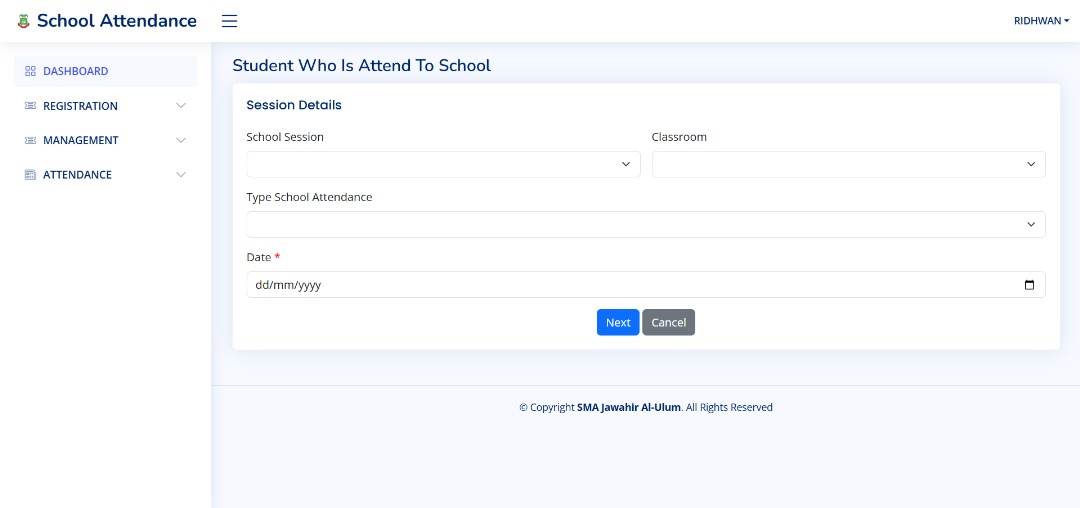 School Attendance
RIDHWAN
DASHBOARD
REGISTRATION
MANAGEMENT
ATTENDANCE
Student Who Is Attend To School
Session Details
School Session
Classroom
Type School Attendance
Date *
dd/mm/yyyy
Next Cancel
© Copyright SMA Jawahir Al-Ulum. All Rights Reserved